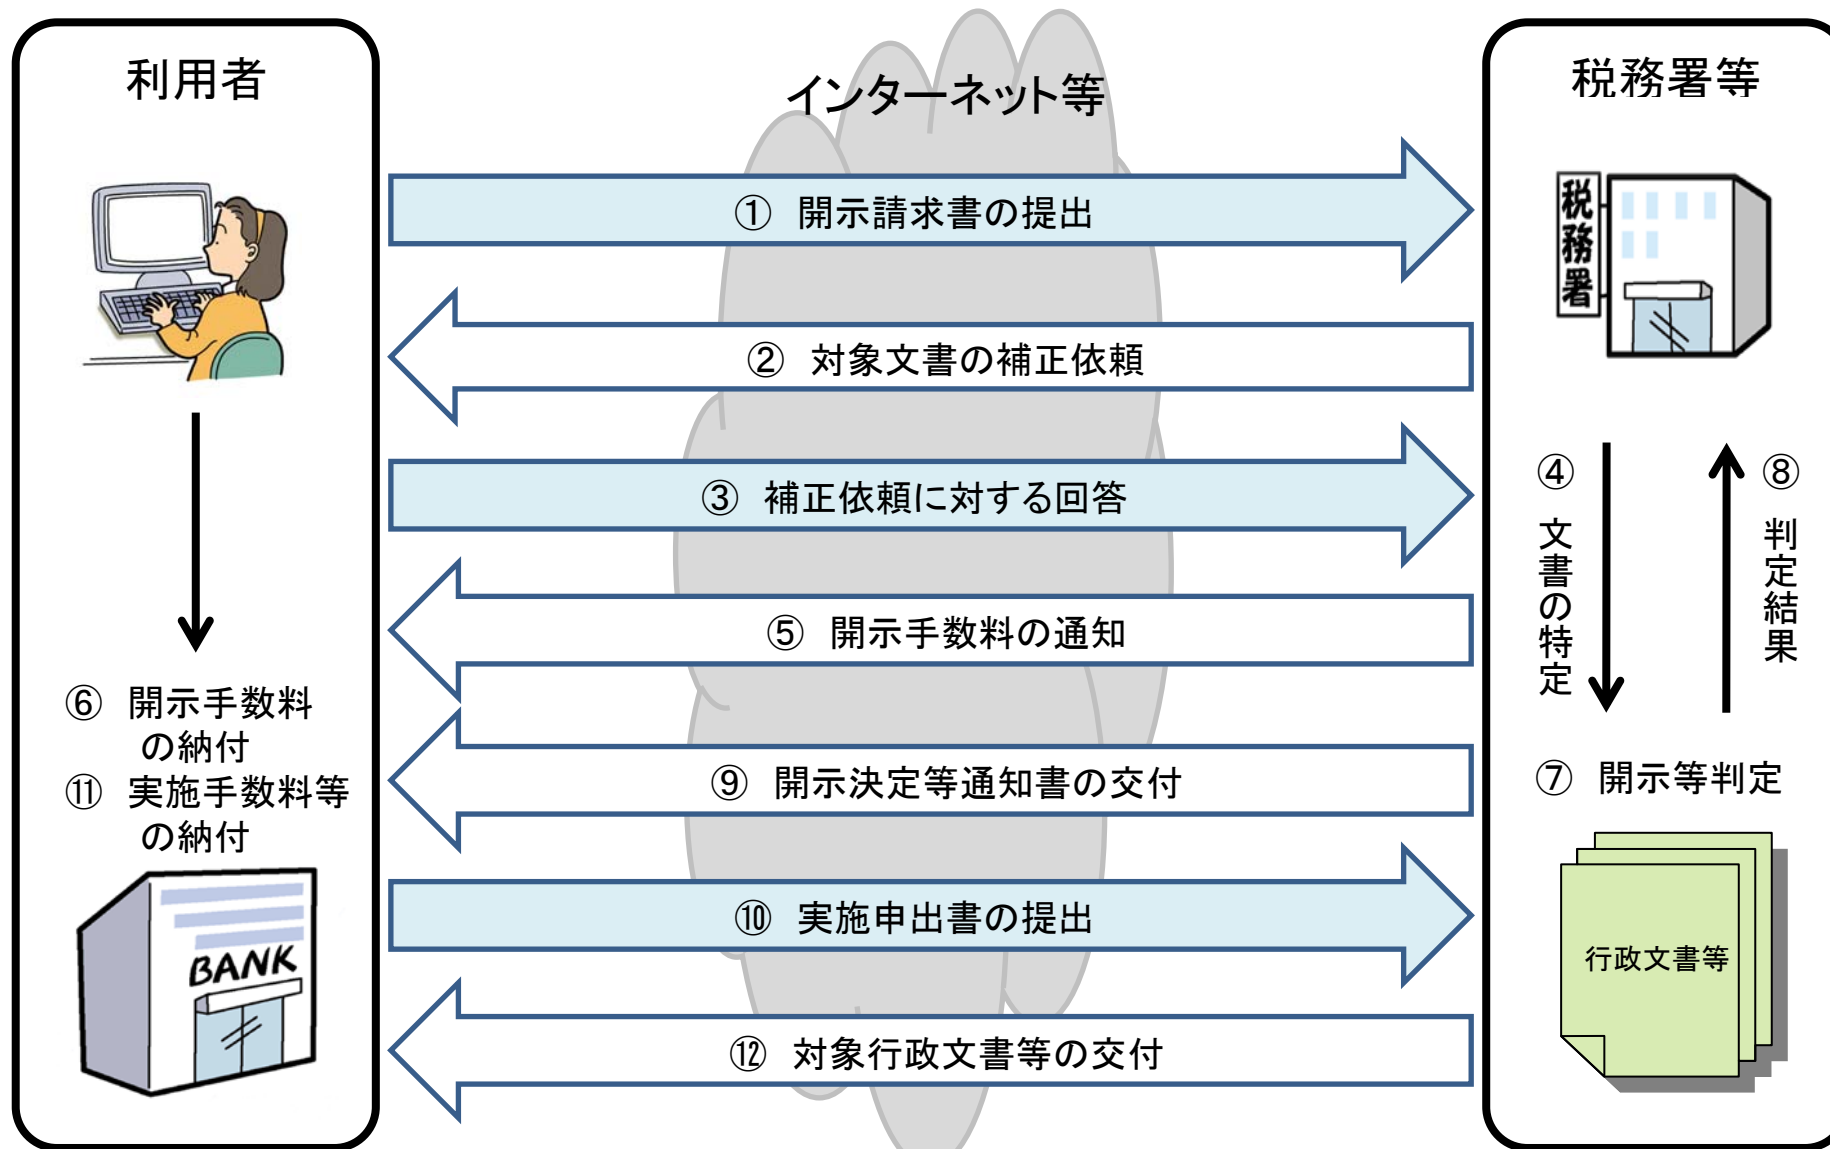 利用者
インターネット等
税務署等
① 開示請求書の提出
税務署
② 対象文書の補正依頼
③ 補正依頼に対する回答
④ 文書の特定
⑧ 判定結果
⑤ 開示手数料の通知
⑥ 開示手数料
の納付
⑪ 実施手数料等
の納付
⑨ 開示決定等通知書の交付
⑦ 開示等判定
⑩ 実施申出書の提出
BANK
行政文書等
⑫ 対象行政文書等の交付